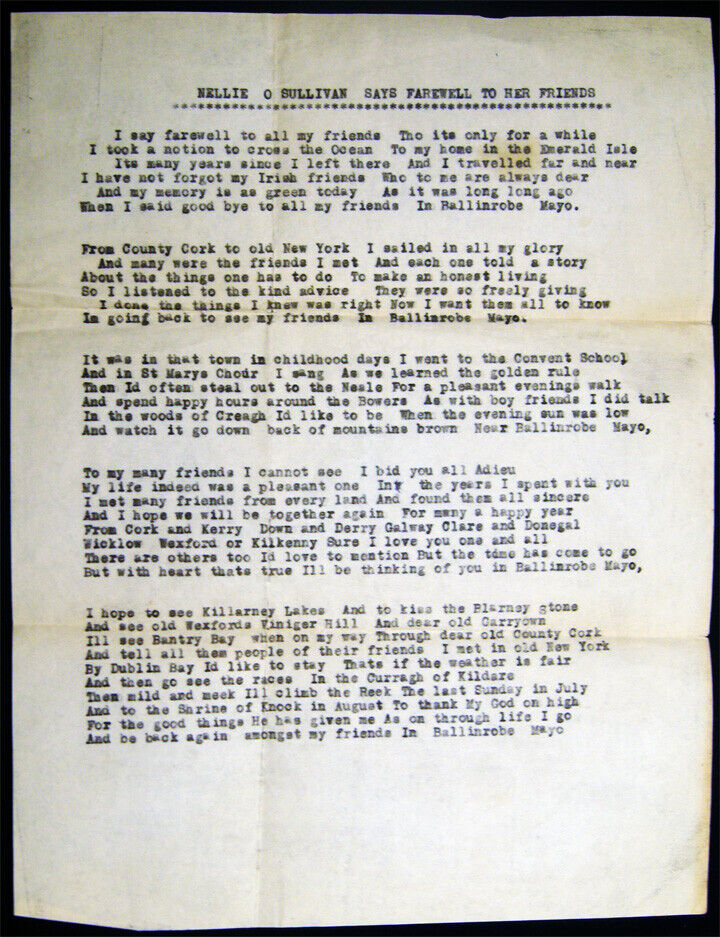 NELLIE O SULLIVAN SAYS FAREWELL TO HER FRIENDS
*************************************************
I say farewell to all my friends Tho its only for a while
I took a notion to cross the Ocean To my home in the Emerald Isle
Its many years since I left there And I travelled far and near
I have not forgot my Irish friends Who to me are always dear
And my memory is as green today As it was long long ago
When I said good bye to all my friends In Ballinrobe Mayo.
From County Cork to old New York I sailed in all my glory
And many were the friends I met And each one told a story
About the things one has to do To make an honest living
So I listened to the kind advice They were so freely giving
I done the things I knew was right Now I want them all to know
Im going back to see my friends In Ballinrobe Mayo.
It was in that town in childhood days I went to the Convent School
And in St Marys Choir I sang As we learned the golden rule
Then Id often steal out to the Neale For a pleasant evenings walk
And spend happy hours around the Bowers As with boy friends I did talk
In the woods of Creagh Id like to be When the evening sun was low
And watch it go down back of mountains brown Near Ballinrobe Mayo,
To my many friends I cannot see I bid you all Adieu
My life indeed was a pleasant one In the years I spent with you
I met many friends from every land And found them all sincere
And I hope we will be together again For many a happy year
From Cork and Kerry Down and Derry Galway Clare and Donegal
Wicklow Wexford or Kilkenny Sure I love you one and all
There are others too Id love to mention But the time has come to go
But with heart thats true Ill be thinking of you in Ballinrobe Mayo,
I hope to see Killarney Lakes And to kiss the Blarney stone
And see old Wexfords Viniger Hill And dear old Garryown
Ill see Bantry Bay when on my way Through dear old County Cork
And tell all them people of their friends I met in old New York
By Dublin Bay Id like to stay Thats if the weather is fair
And then go see the races In the Curragh of Kildare
Then mild and meek Ill climb the Reek The last Sunday in July
And to the Shrine of Knock in August To thank My God on high
For the good things He has given me As on through life I go
And be back again amongst my friends In Ballinrobe Mayo